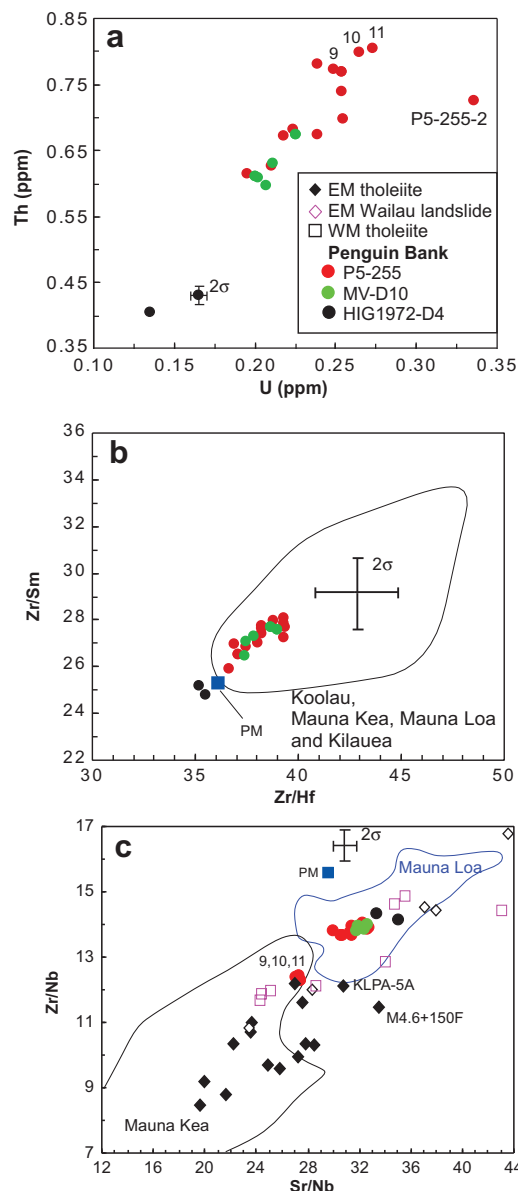 a
0.85
0.75
0.65
0.55
0.45
0.35
Th (ppm)
9
10
11
P5-255-2
2σ
EM tholeiite
EM Wailau landslide
WM tholeiite
Penguin Bank
P5-255
MV-D10
HIG1972-D4
0.10
0.15
0.20
0.25
0.30
0.35
U (ppm)
b
36
34
32
30
28
26
24
22
Zr/Sm
2σ
PM
Koolau,
Mauna Kea, Mauna Loa
and Kilauea
30
35
40
45
50
Zr/Hf
c
17
15
13
11
9
7
Zr/Nb
2σ
PM
Mauna Loa
9,10,11
KLPA-5A
M4.6+150F
Mauna Kea
12
16
20
24
28
32
36
40
44
Sr/Nb